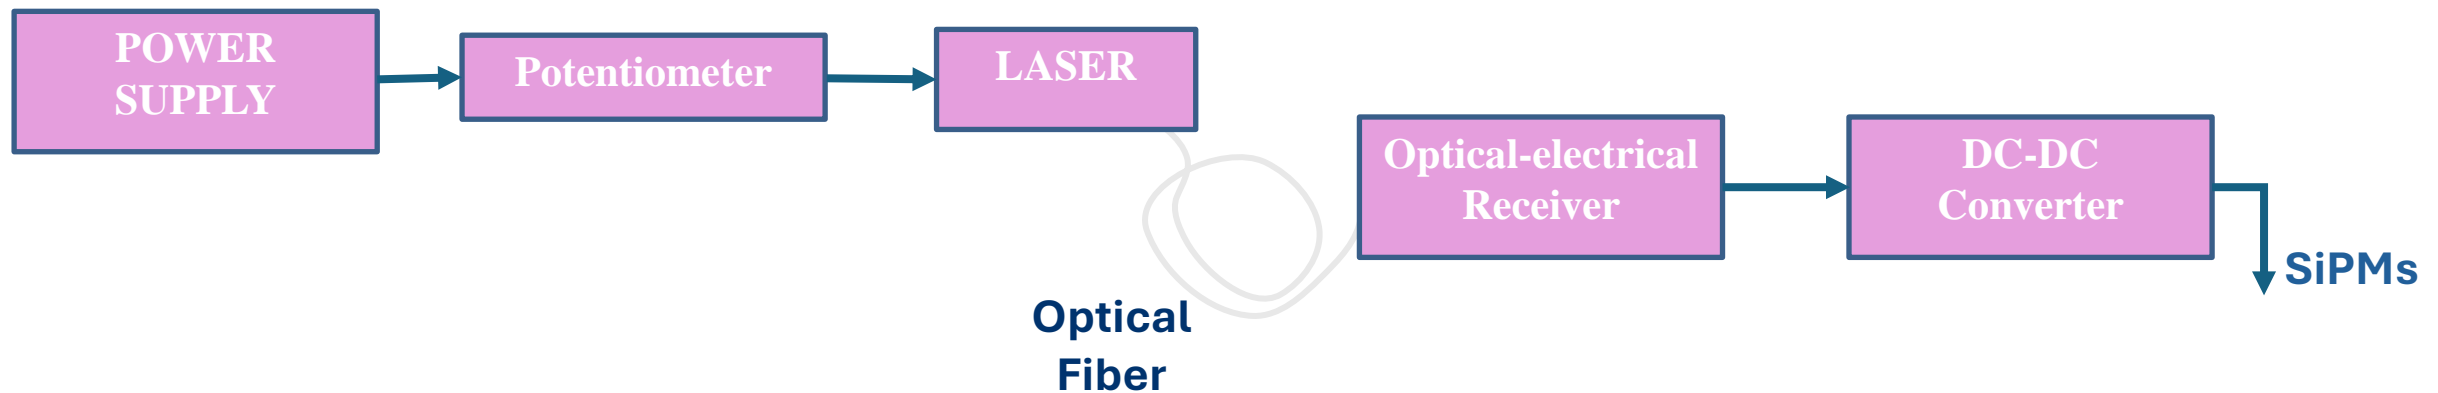 POWER
SUPPLY
Potentiometer
LASER
Optical
Fiber
Optical-electrical
Receiver
DC-DC
Converter
SiPMs